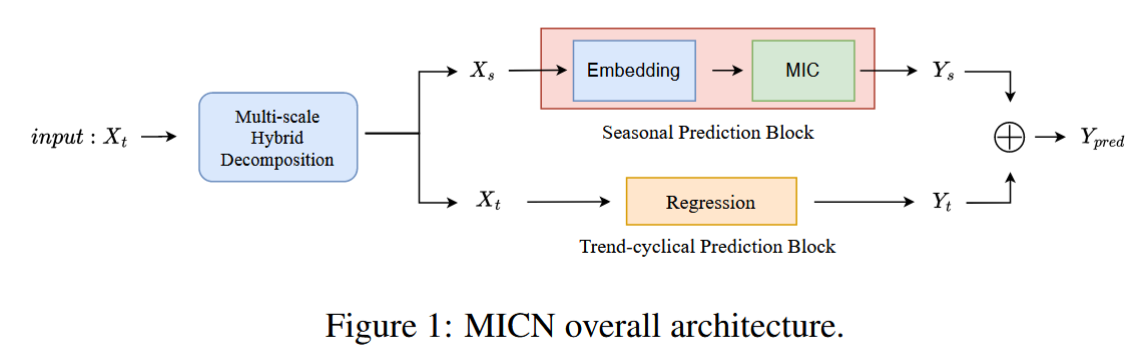 input : X_t
Multi-scale
Hybrid
Decomposition
X_s
Embedding
MIC
Y_s
Seasonal Prediction Block
X_t
Regression
Y_t
Trend-cyclical Prediction Block
⊕
Y_pred
Figure 1: MICN overall architecture.